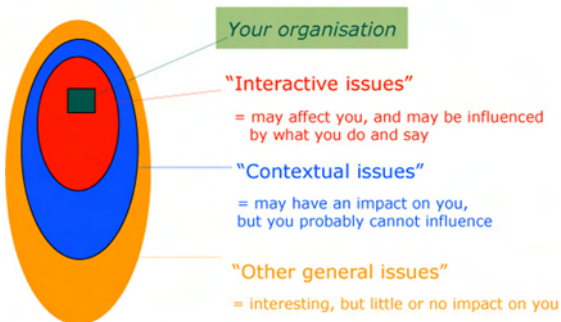 Your organisation
“Interactive issues”
= may affect you, and may be influenced
by what you do and say
“Contextual issues”
= may have an impact on you,
but you probably cannot influence
“Other general issues”
= interesting, but little or no impact on you